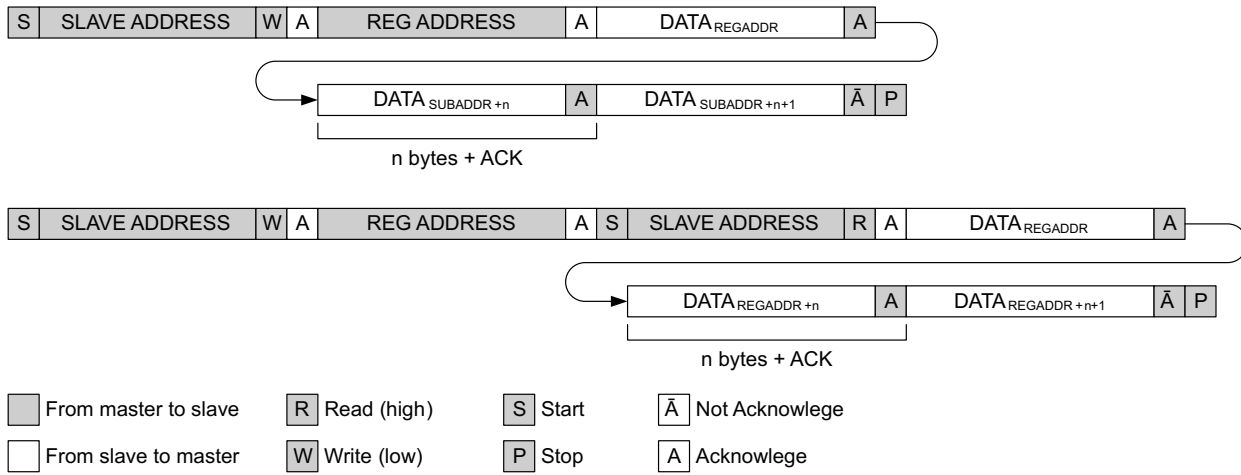 S SLAVE ADDRESS W A REG ADDRESS A DATA REGADDR A
DATA SUBADDR +n A DATA SUBADDR +n+1 Ā P
n bytes + ACK
S SLAVE ADDRESS W A REG ADDRESS A S SLAVE ADDRESS R A DATA REGADDR A
DATA REGADDR +n A DATA REGADDR +n+1 Ā P
n bytes + ACK
From master to slave R Read (high) S Start Ā Not Acknowlege
From slave to master W Write (low) P Stop A Acknowlege